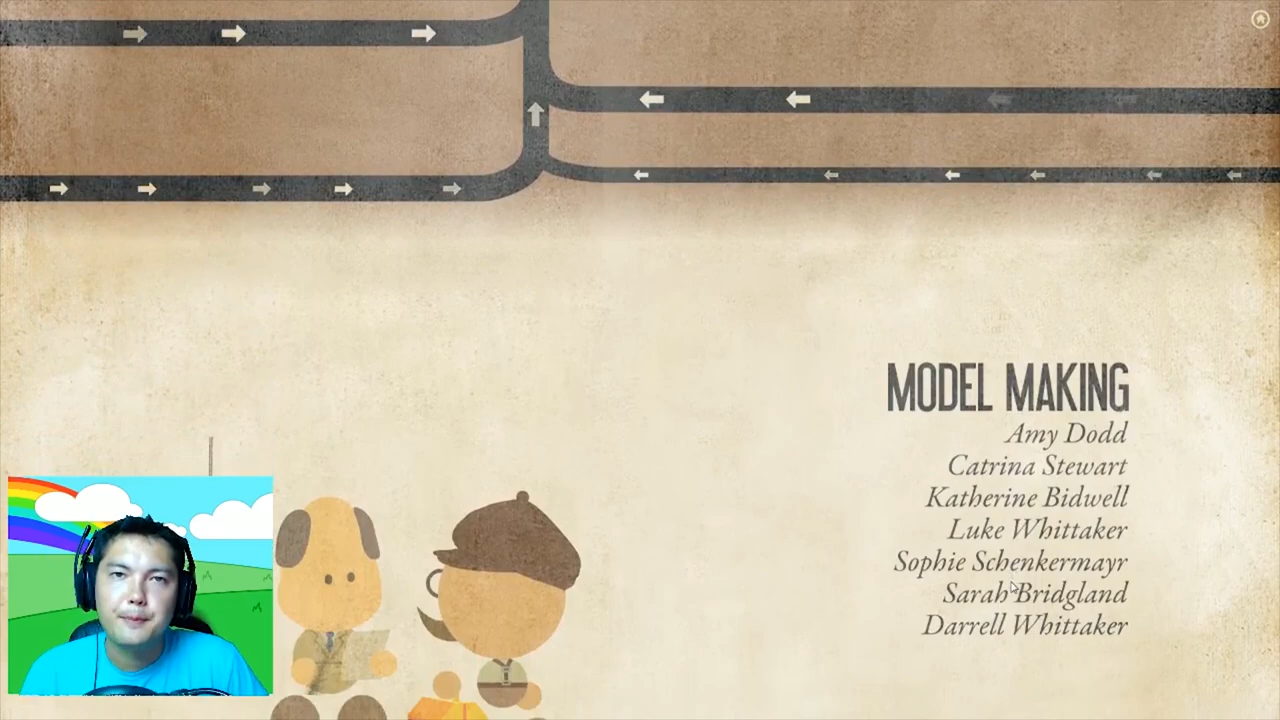 MODEL MAKING
Amy Dodd
Catrina Stewart
Katherine Bidwell
Luke Whittaker
Sophie Schenkermayr
Sarah Bridgland
Darrell Whittaker